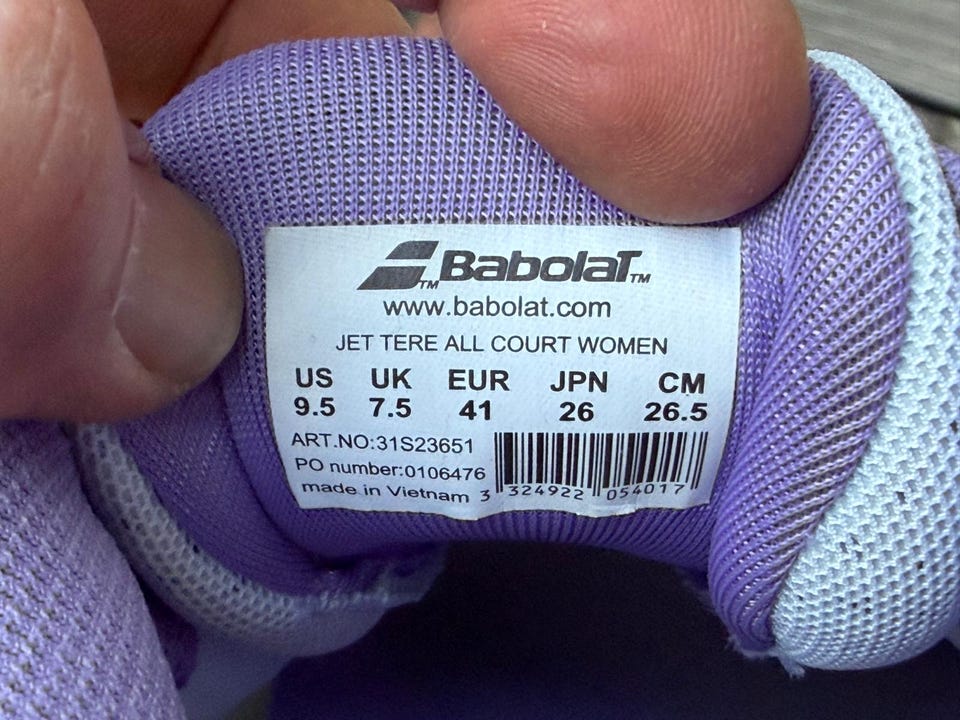 BabolaT™
www.babolat.com
JET TERE ALL COURT WOMEN
US UK EUR JPN CM
9.5 7.5 41 26 26.5
ART.NO:31S23651
PO number:0106476
made in Vietnam 3 324922 054017